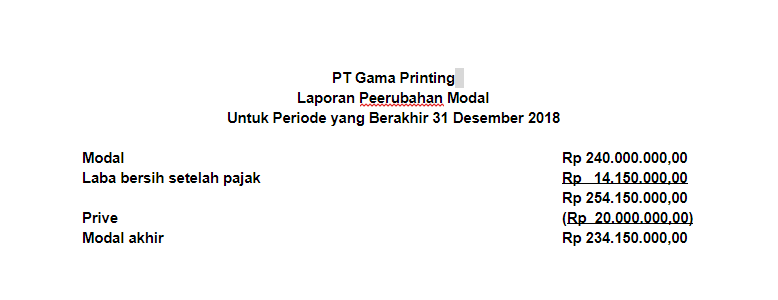 PT Gama Printing
Laporan Peerubahan Modal
Untuk Periode yang Berakhir 31 Desember 2018
Modal Rp 240.000.000,00
Laba bersih setelah pajak Rp 14.150.000,00
Rp 254.150.000,00
Prive (Rp 20.000.000,00)
Modal akhir Rp 234.150.000,00